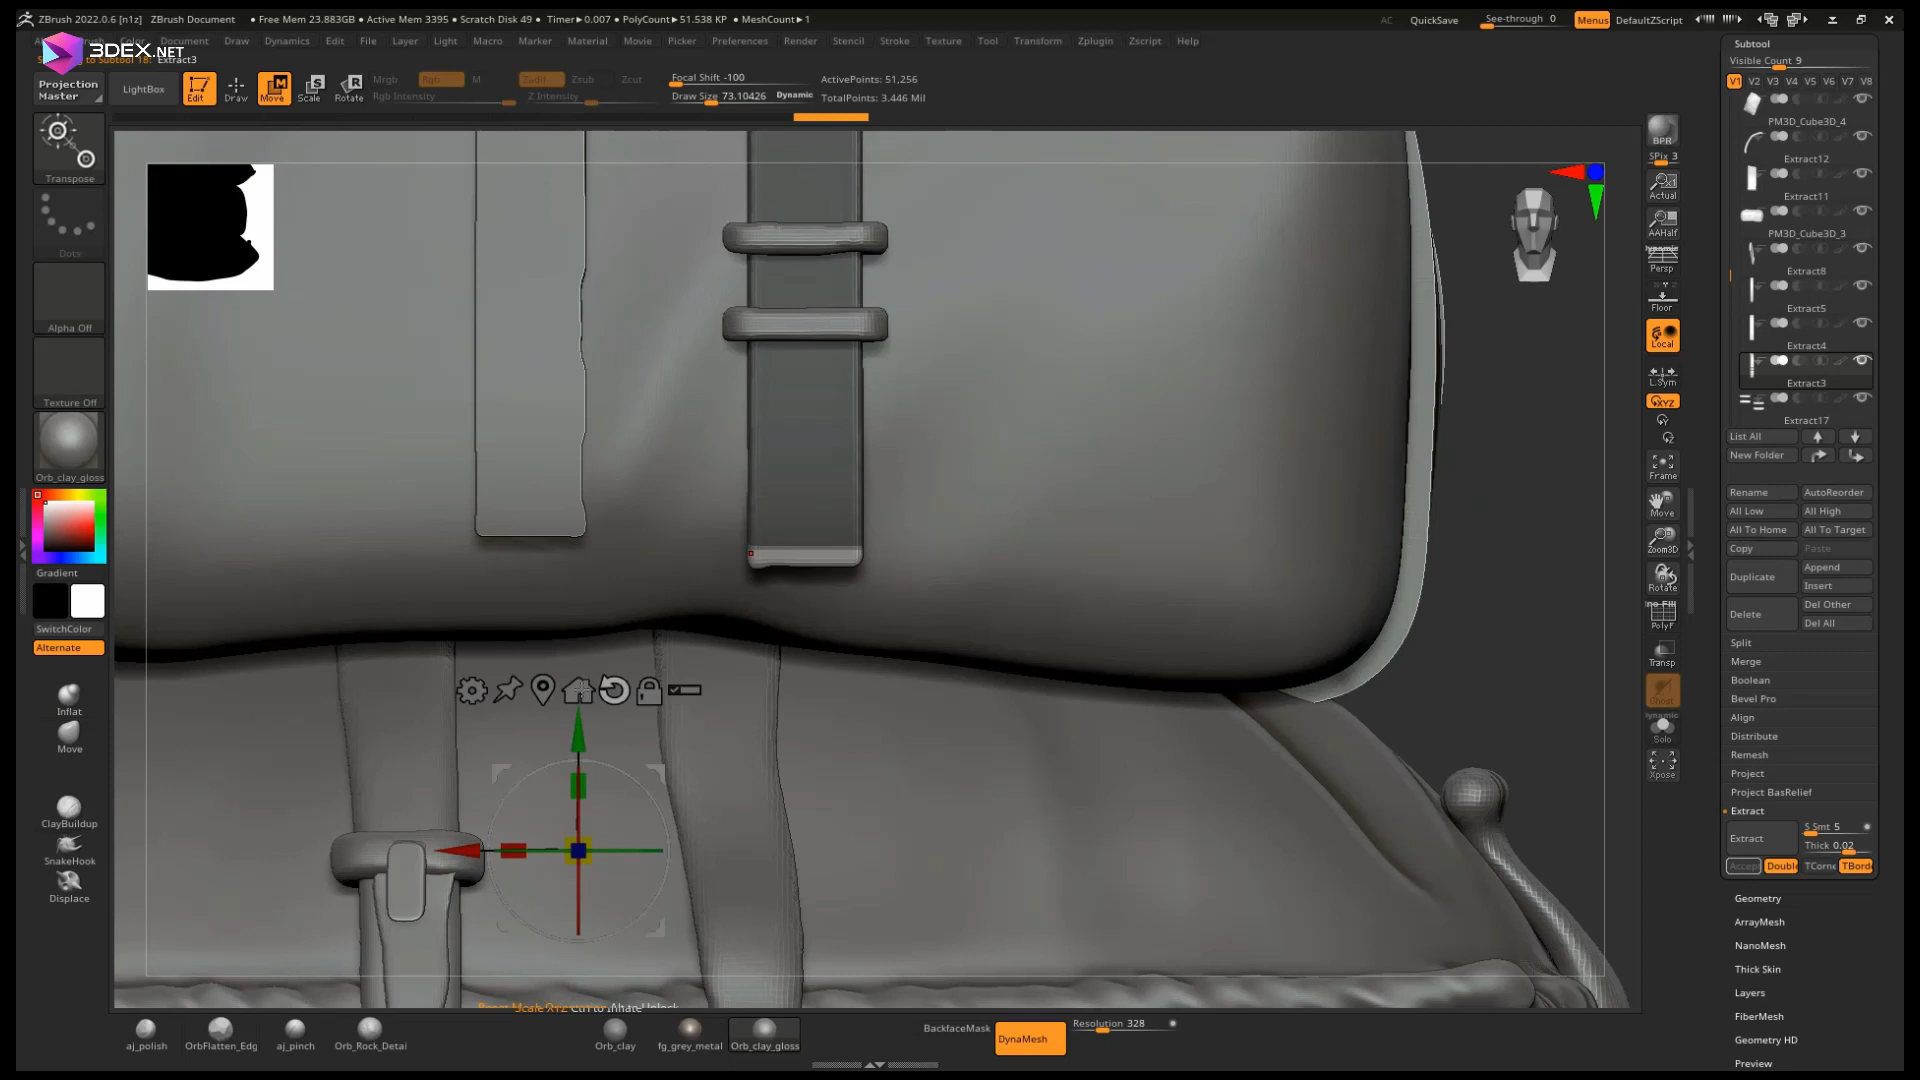 ZBrush 2022.0.6 [n1z] ZBrush Document • Free Mem 23.883GB • Active Mem 3395 • Scratch Disk 49 • Timer▸0.007 • PolyCount▸51.538 KP • MeshCount▸1
AC QuickSave See-through 0 Menus DefaultZScript
Document Draw Dynamics Edit File Layer Light Macro Marker Material Movie Picker Preferences Render Stencil Stroke Texture Tool Transform Zplugin Zscript Help
3DEX.NET
to Subtool 18: Extract3
Projection Master
LightBox
Edit
Draw
Move
Scale
Rotate
Mrgb Rgb M
Rgb Intensity
Zadd Zsub Zcut
Z Intensity
Focal Shift -100
Draw Size 73.10426 Dynamic
ActivePoints: 51,256
TotalPoints: 3.446 Mil
Transpose
Dots
Alpha Off
Texture Off
Orb_clay_gloss
Gradient
SwitchColor
Alternate
Inflat
Move
ClayBuildup
SnakeHook
Displace
BPR
SPix 3
Actual
AAHalf
Dynamic
Persp
Floor
Local
L.Sym
XYZ
Frame
Move
Zoom3D
Rotate
PolyF
Transp
Ghost
Dynamic
Solo
Xpose
Subtool
Visible Count 9
V1 V2 V3 V4 V5 V6 V7 V8
PM3D_Cube3D_4
Extract12
Extract11
PM3D_Cube3D_3
Extract8
Extract5
Extract4
Extract3
Extract17
List All
New Folder
Rename AutoReorder
All Low All High
All To Home All To Target
Copy Paste
Duplicate Append
Insert
Delete Del Other
Del All
Split
Merge
Boolean
Bevel Pro
Align
Distribute
Remesh
Project
Project BasRelief
Extract
Extract S Smt 5
Thick 0.02
Accept Double TCorne TBorde
Geometry
ArrayMesh
NanoMesh
Thick Skin
Layers
FiberMesh
Geometry HD
Preview
Reset Mesh XYZ Orientation
aj_polish
OrbFlatten_Edg
aj_pinch
Orb_Rock_Detai
Orb_clay
fg_grey_metal
Orb_clay_gloss
BackfaceMask
DynaMesh
Resolution 328